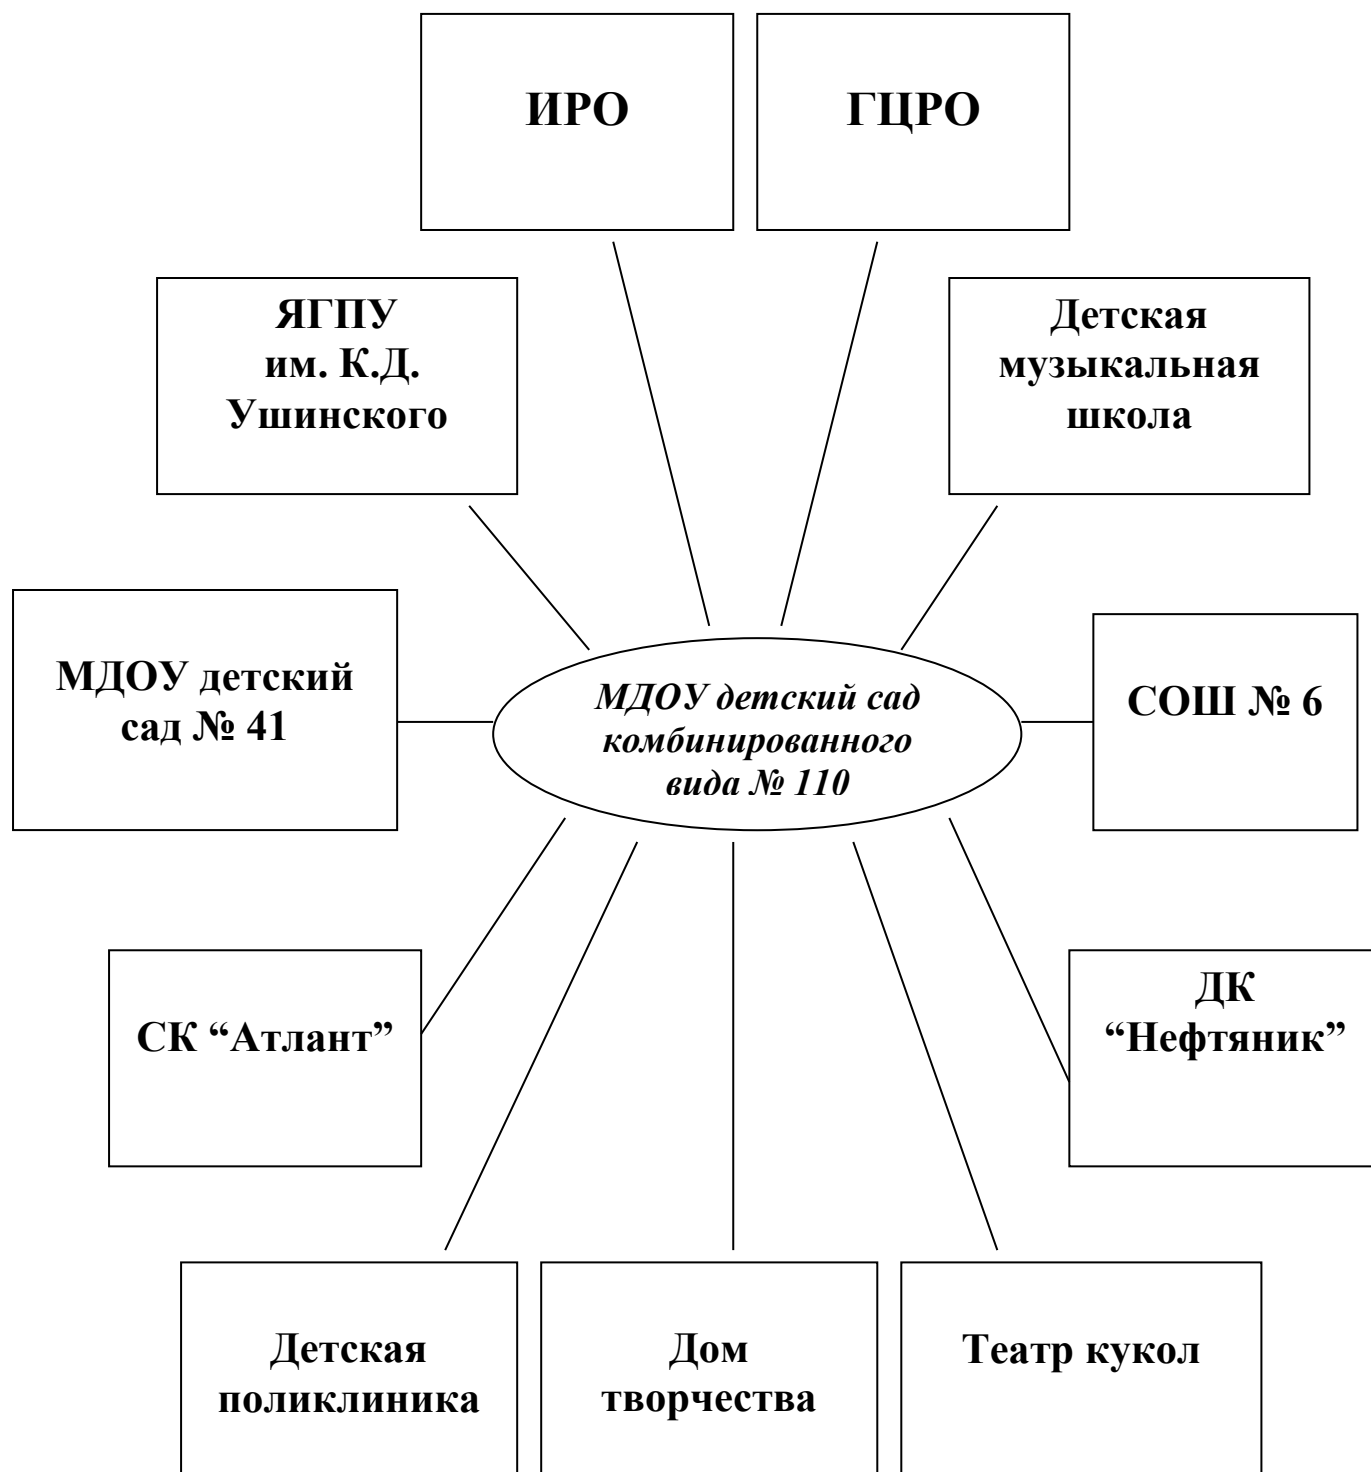 ИРО
ГЦРО
ЯГПУ
им. К.Д.
Ушинского
Детская
музыкальная
школа
МДОУ детский
сад № 41
МДОУ детский сад
комбинированного
вида № 110
СОШ № 6
СК “Атлант”
ДК
“Нефтяник”
Детская
поликлиника
Дом
творчества
Театр кукол